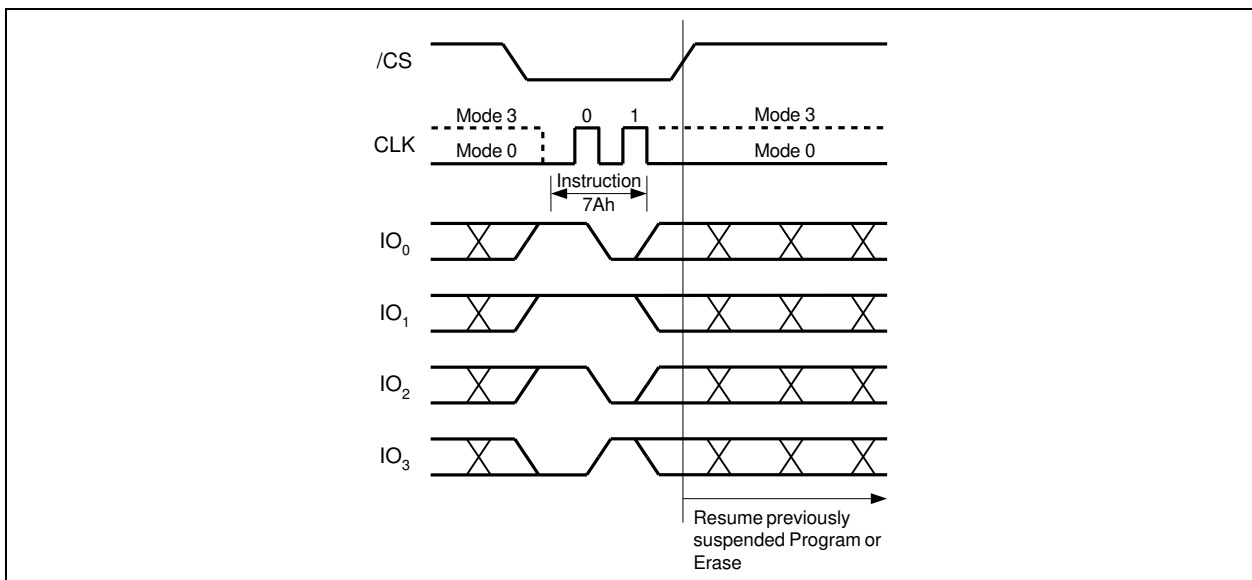 /CS
Mode 3 0 1 Mode 3
CLK
Mode 0 Mode 0
Instruction
7Ah
IO0
IO1
IO2
IO3
Resume previously
suspended Program or
Erase